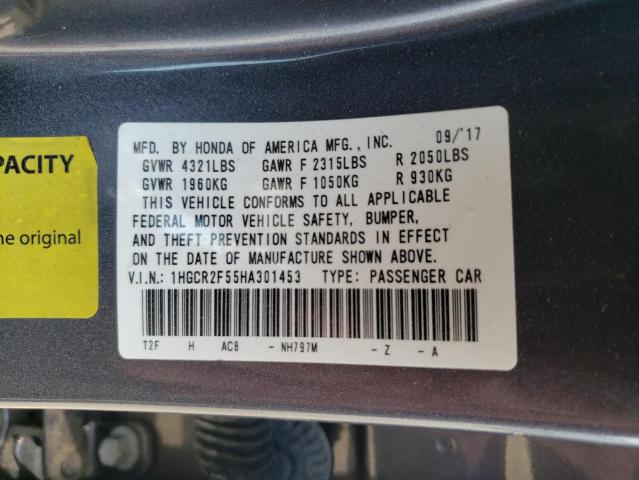 MFD. BY HONDA OF AMERICA MFG., INC. 09/'17
GVWR 4321LBS GAWR F 2315LBS R 2050LBS
GVWR 1960KG GAWR F 1050KG R 930KG
THIS VEHICLE CONFORMS TO ALL APPLICABLE
FEDERAL MOTOR VEHICLE SAFETY, BUMPER,
AND THEFT PREVENTION STANDARDS IN EFFECT
ON THE DATE OF MANUFACTURE SHOWN ABOVE.
V.I.N.: 1HGCR2F55HA301453 TYPE: PASSENGER CAR
T2F H AC8 - NH797M - Z - A
PACITY
he original